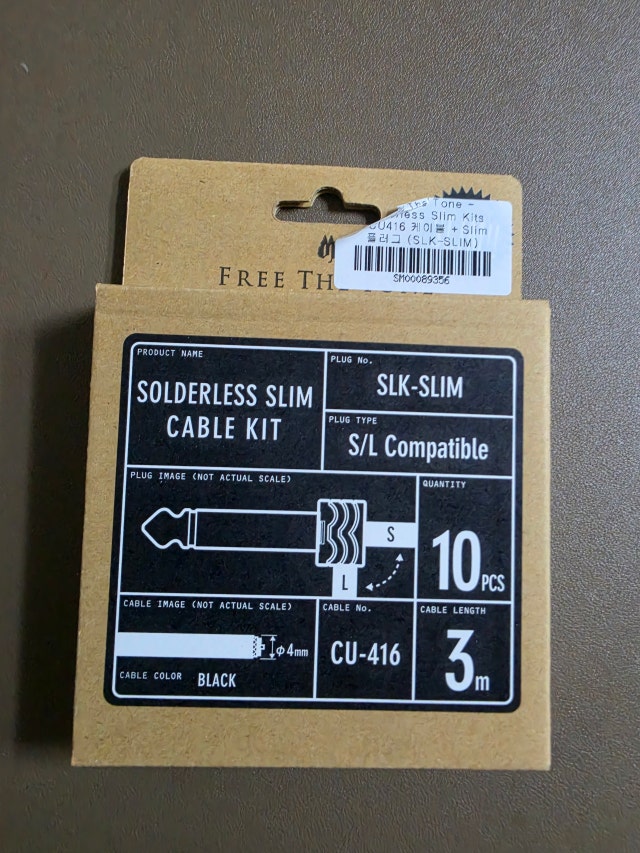 Tone -
Slim Kits
CU416 케이블 + Slim
플러그 (SLK-SLIM)
SM00089356
FREE THE TONE
PRODUCT NAME
SOLDERLESS SLIM
CABLE KIT
PLUG No.
SLK-SLIM
PLUG TYPE
S/L Compatible
PLUG IMAGE (NOT ACTUAL SCALE)
S
L
QUANTITY
10PCS
CABLE IMAGE (NOT ACTUAL SCALE)
φ4mm
CABLE COLOR BLACK
CABLE No.
CU-416
CABLE LENGTH
3m